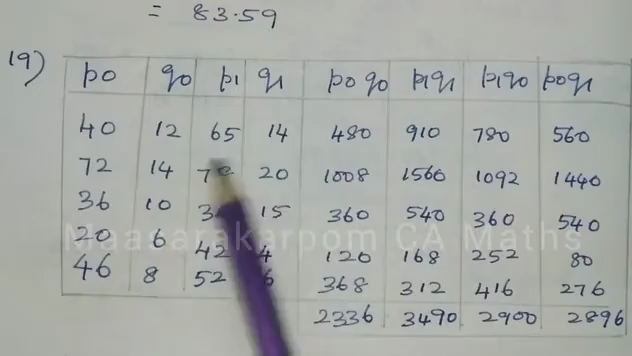 = 83.59
19)
p0 q0 p1 q1 p0q0 p1q1 p1q0 p0q1
40 12 65 14 480 910 780 560
72 14 20 1008 1560 1092 1440
36 10 15 360 540 360 540
20 6 42 4 120 168 252 80
Maasarakarpom CA Maths
46 8 52 6 368 312 416 276
2336 3490 2900 2896